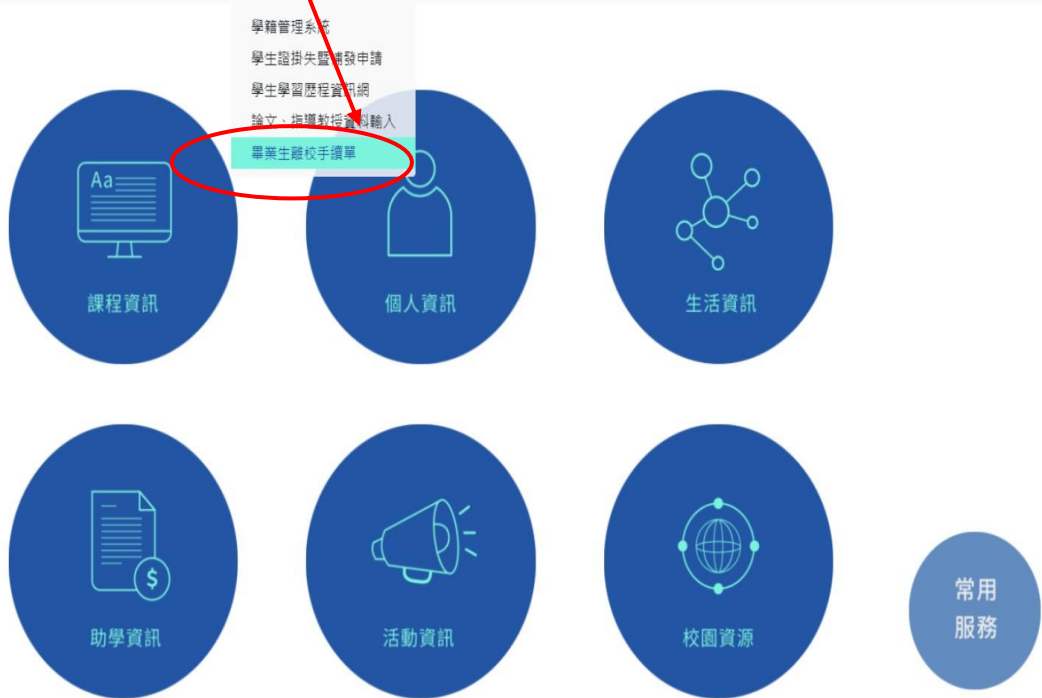 學籍管理系統
學生證掛失暨補發申請
學生學習歷程資訊網
論文、指導教授資料輸入
畢業生離校手續單
Aa
課程資訊
個人資訊
生活資訊
$
助學資訊
活動資訊
校園資源
常用
服務